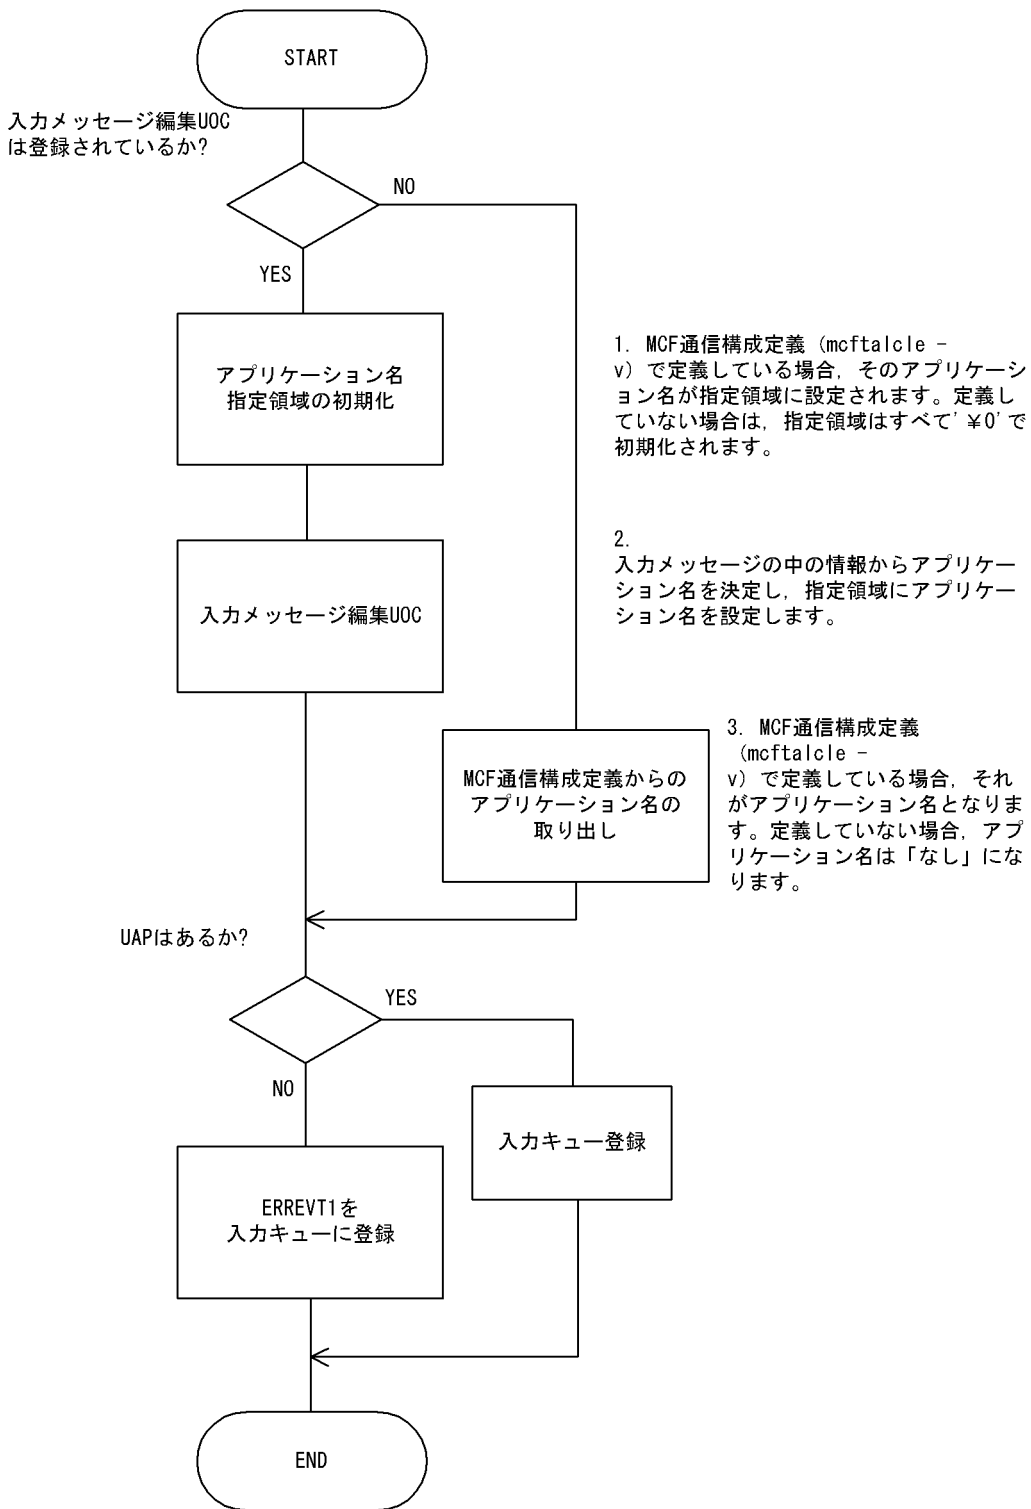 START
入力メッセージ編集UOC
は登録されているか?
NO
YES
アプリケーション名
指定領域の初期化
1. MCF通信構成定義 (mcftalcle -
v) で定義している場合, そのアプリケーシ
ョン名が指定領域に設定されます。定義し
ていない場合は, 指定領域はすべて'¥0'で
初期化されます。
2.
入力メッセージの中の情報からアプリケー
ション名を決定し, 指定領域にアプリケー
ションを名を設定します。
入力メッセージ編集UOC
MCF通信構成定義からの
アプリケーション名の
取り出し
3. MCF通信構成定義
(mcftalcle -
v) で定義している場合, それ
がアプリケーション名となりま
す。定義していない場合, アプ
リケーション名は「なし」にな
ります。
UAPはあるか?
YES
NO
入力キュー登録
ERREVT1を
入力キューに登録
END